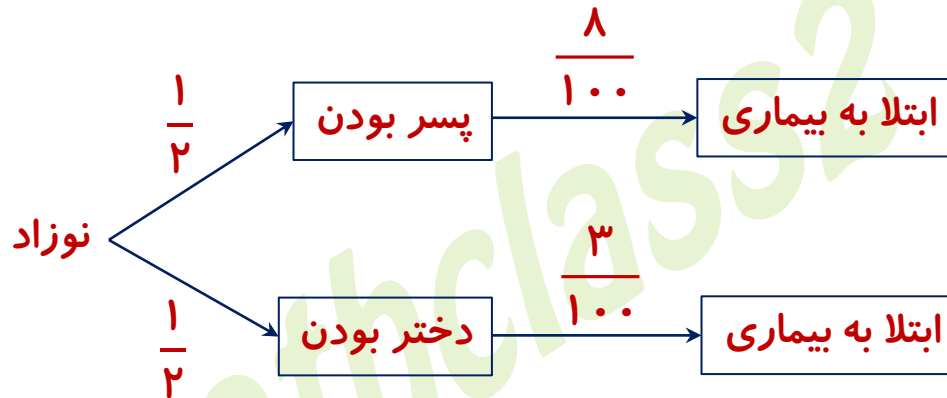 ۸
۱۰۰
۱
۲
پسر بودن
ابتلا به بیماری
نوزاد
۳
۱۰۰
۱
۲
دختر بودن
ابتلا به بیماری
mathclass2